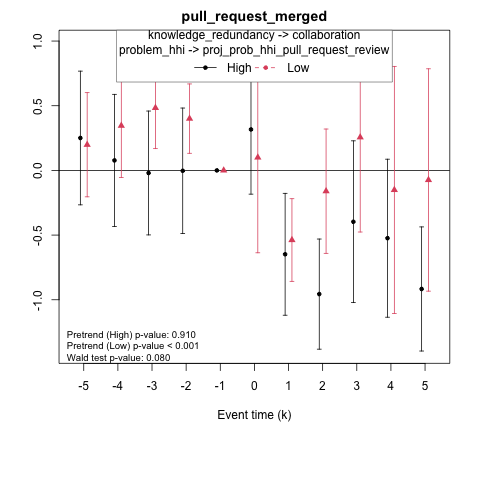 pull_request_merged
knowledge_redundancy -> collaboration
problem_hhi -> proj_prob_hhi_pull_request_review
High Low
1.0
0.5
0.0
-0.5
-1.0
Pretrend (High) p-value: 0.910
Pretrend (Low) p-value < 0.001
Wald test p-value: 0.080
-5 -4 -3 -2 -1 0 1 2 3 4 5
Event time (k)